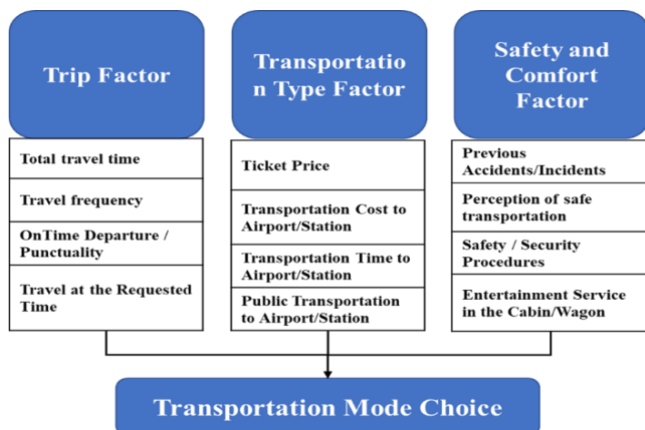 Trip Factor
Total travel time
Travel frequency
OnTime Departure /
Punctuality
Travel at the Requested
Time
Transportatio
n Type Factor
Ticket Price
Transportation Cost to
Airport/Station
Transportation Time to
Airport/Station
Public Transportation
to Airport/Station
Safety and
Comfort
Factor
Previous
Accidents/Incidents
Perception of safe
transportation
Safety / Security
Procedures
Entertainment Service
in the Cabin/Wagon
Transportation Mode Choice